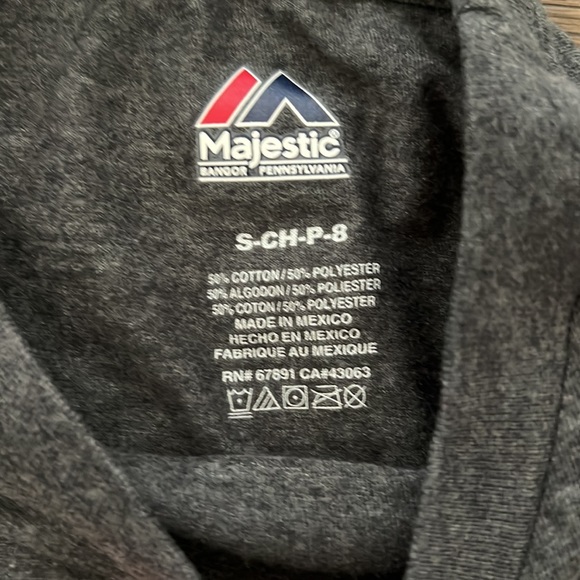 Majestic®
BANGOR PENNSYLVANIA
S-CH-P-8
50% COTTON/50% POLYESTER
50% ALGODON/50% POLIESTER
50% COTON/50% POLYESTER
MADE IN MEXICO
HECHO EN MEXICO
FABRIQUE AU MEXIQUE
RN# 67891 CA#43063